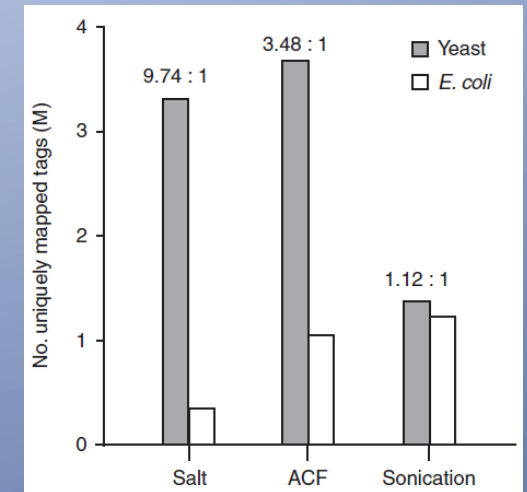 4
3.48 : 1
9.74 : 1
Yeast
E. coli
3
No. uniquely mapped tags (M)
2
1.12 : 1
1
0
Salt
ACF
Sonication